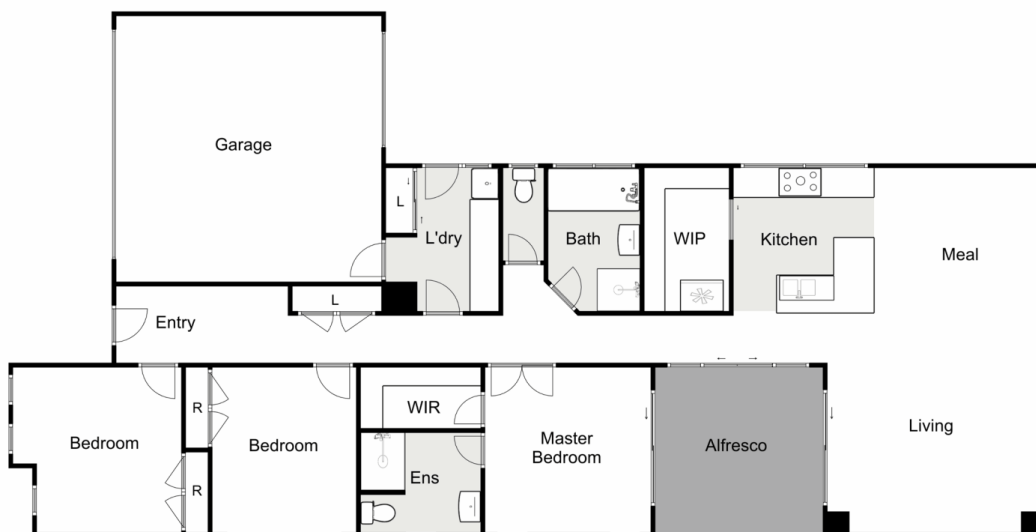 Garage
L
L'dry
Bath
WIP
Kitchen
Meal
L
Entry
R
WIR
Bedroom
Bedroom
Master
Bedroom
Alfresco
Living
Ens
R